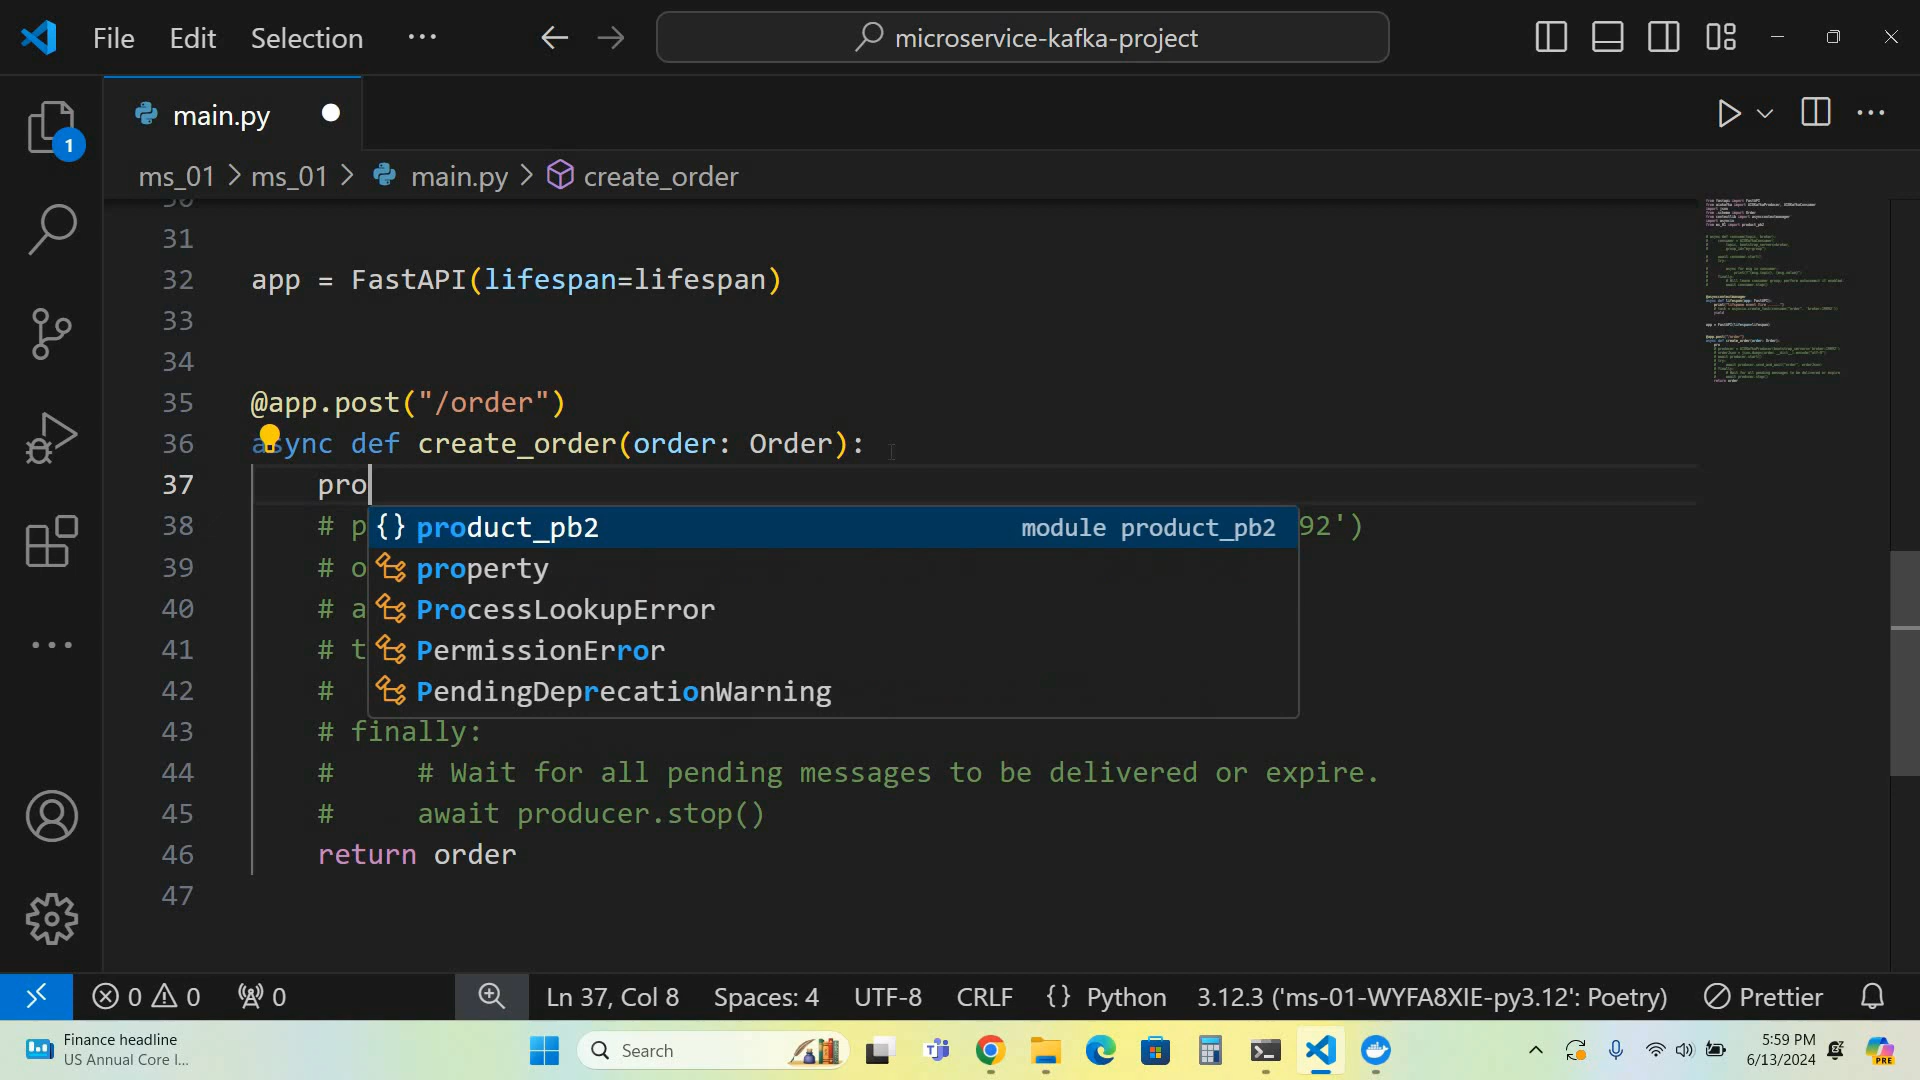 File Edit Selection ··· microservice-kafka-project
main.py
1
ms_01 > ms_01 > main.py > create_order
31
32 app = FastAPI(lifespan=lifespan)
33
34
35 @app.post("/order")
36 async def create_order(order: Order):
37 pro
38 # p 92')
{} product_pb2 module product_pb2
39 # o
property
40 # a
ProcessLookupError
41 # t
PermissionError
42 #
PendingDeprecationWarning
43 # finally:
44 # # Wait for all pending messages to be delivered or expire.
45 # await producer.stop()
46 return order
47
0 0 0 Ln 37, Col 8 Spaces: 4 UTF-8 CRLF {} Python 3.12.3 ('ms-01-WYFA8XIE-py3.12': Poetry) Prettier
Finance headline
US Annual Core I...
Search
5:59 PM
6/13/2024
PRE